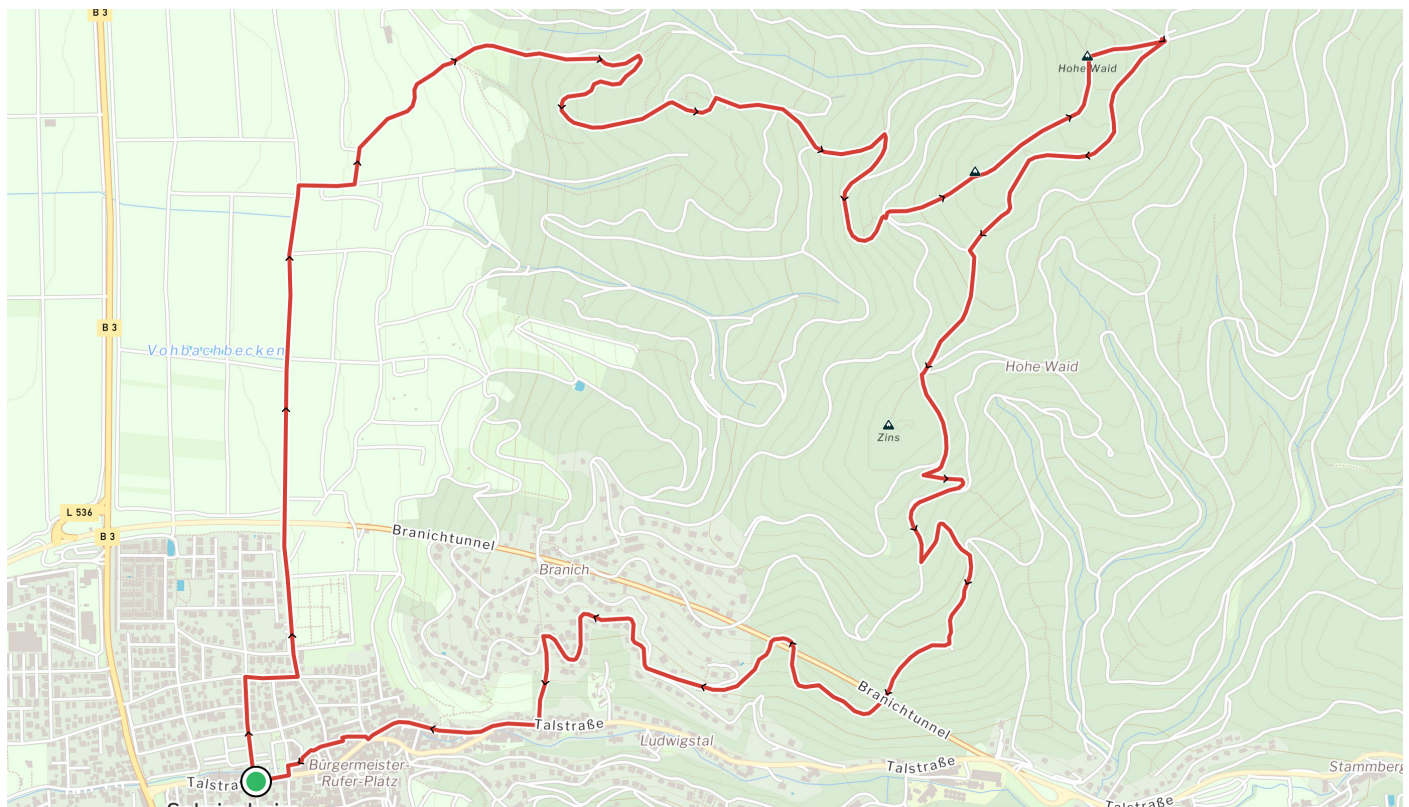 B 3
Hohe Waid
B 3
Vohbachbecken
Hohe Waid
Zins
L 536
B 3
Branichtunnel
Branich
Branichtunnel
Talstraße
Ludwigstal
Bürgermeister-
Rufer-Platz
Talstraße
Stammberg
Talstra
Talstraße